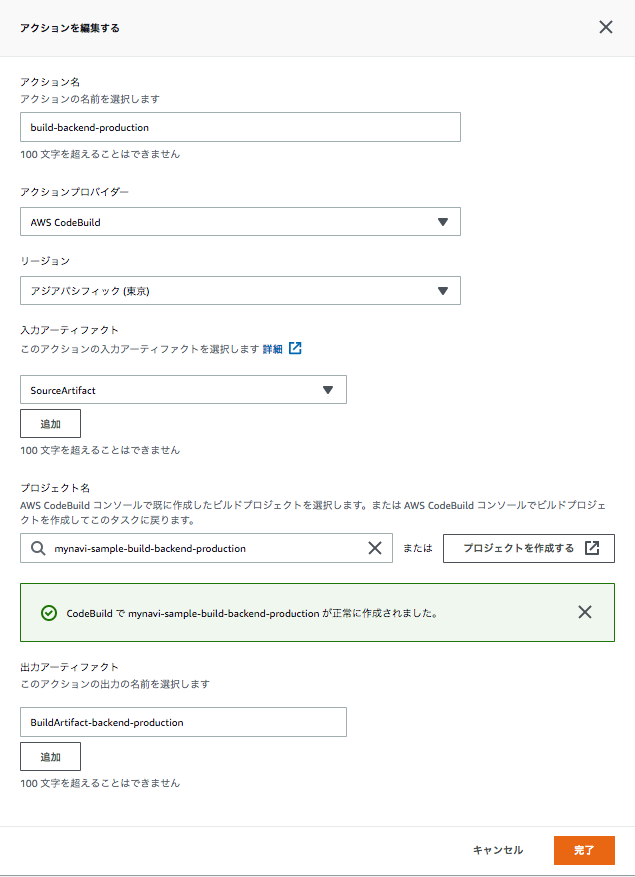 アクションを編集する
アクション名
アクションの名前を選択します
build-backend-production
100 文字を超えることはできません
アクションプロバイダー
AWS CodeBuild
リージョン
アジアパシフィック (東京)
入力アーティファクト
このアクションの入力アーティファクトを選択します 詳細
SourceArtifact
追加
100 文字を超えることはできません
プロジェクト名
AWS CodeBuild コンソールで既に作成したビルドプロジェクトを選択します。または AWS CodeBuild コンソールでビルドプロジェ
クトを作成してこのタスクに戻ります。
mynavi-sample-build-backend-production または プロジェクトを作成する
CodeBuild で mynavi-sample-build-backend-production が正常に作成されました。
出力アーティファクト
このアクションの出力の名前を選択します
BuildArtifact-backend-production
追加
100 文字を超えることはできません
キャンセル 完了